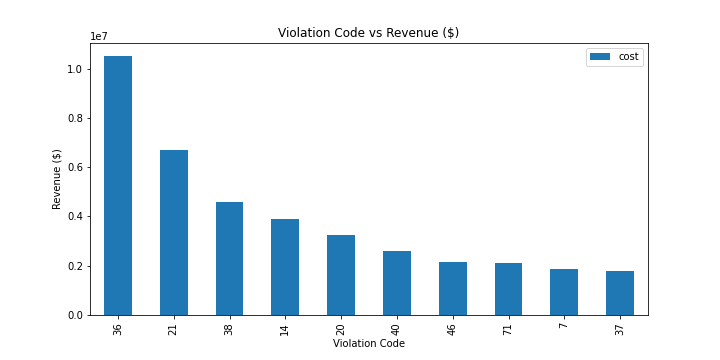 Violation Code vs Revenue ($)
1e7
cost
1.0
0.8
0.6
0.4
0.2
0.0
Revenue ($)
36 21 38 14 20 40 46 71 7 37
Violation Code